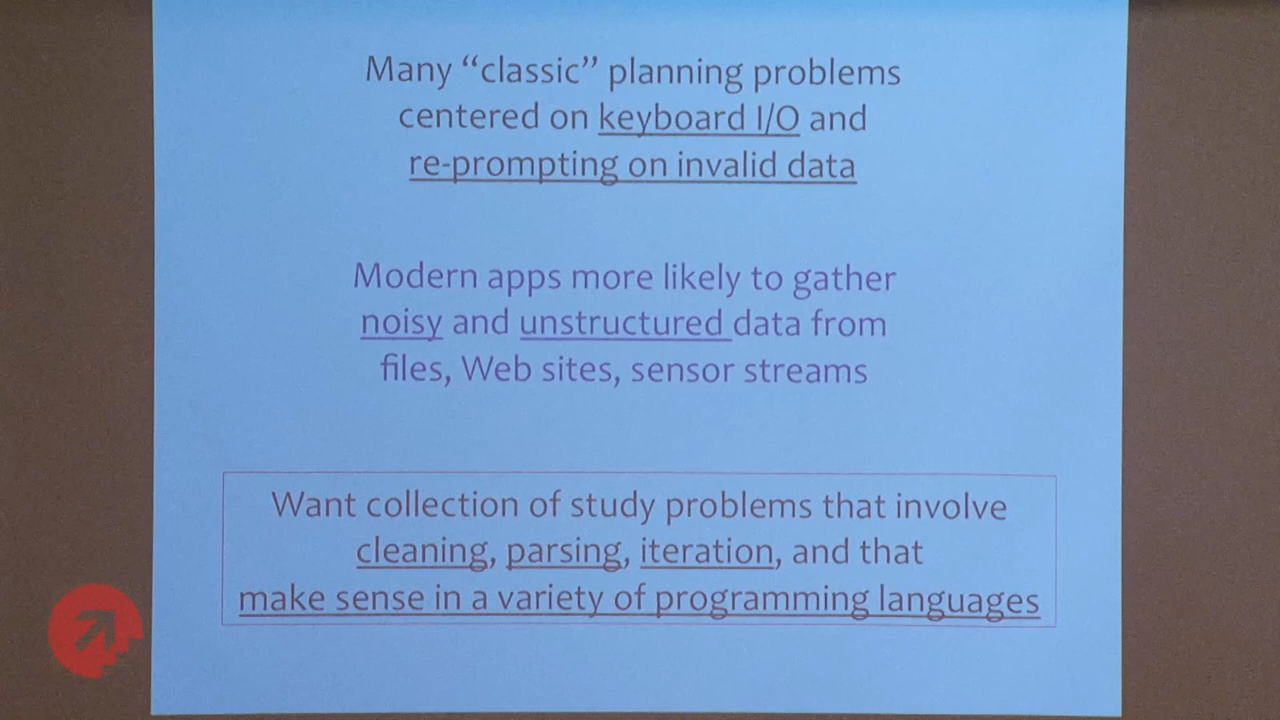 Many “classic” planning problems
centered on keyboard I/O and
re-prompting on invalid data
Modern apps more likely to gather
noisy and unstructured data from
files, Web sites, sensor streams
Want collection of study problems that involve
cleaning, parsing, iteration, and that
make sense in a variety of programming languages